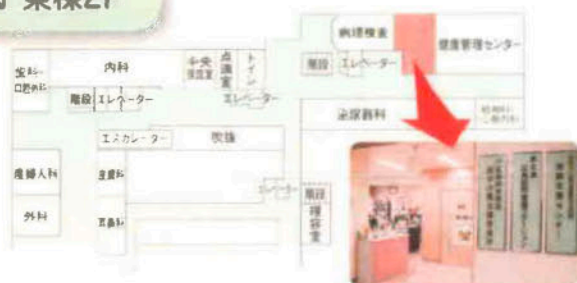 東棟2F
病理検査
健康管理センター
階段
エレベーター
歯科・
口腔外科
内科
中央
採血室
点滴室
トイレ
階段
エレベーター
エレベーター
泌尿器科
エスカレーター
吹抜
産婦人科
皮膚科
外科
耳鼻科
エレベーター
階段
理容室